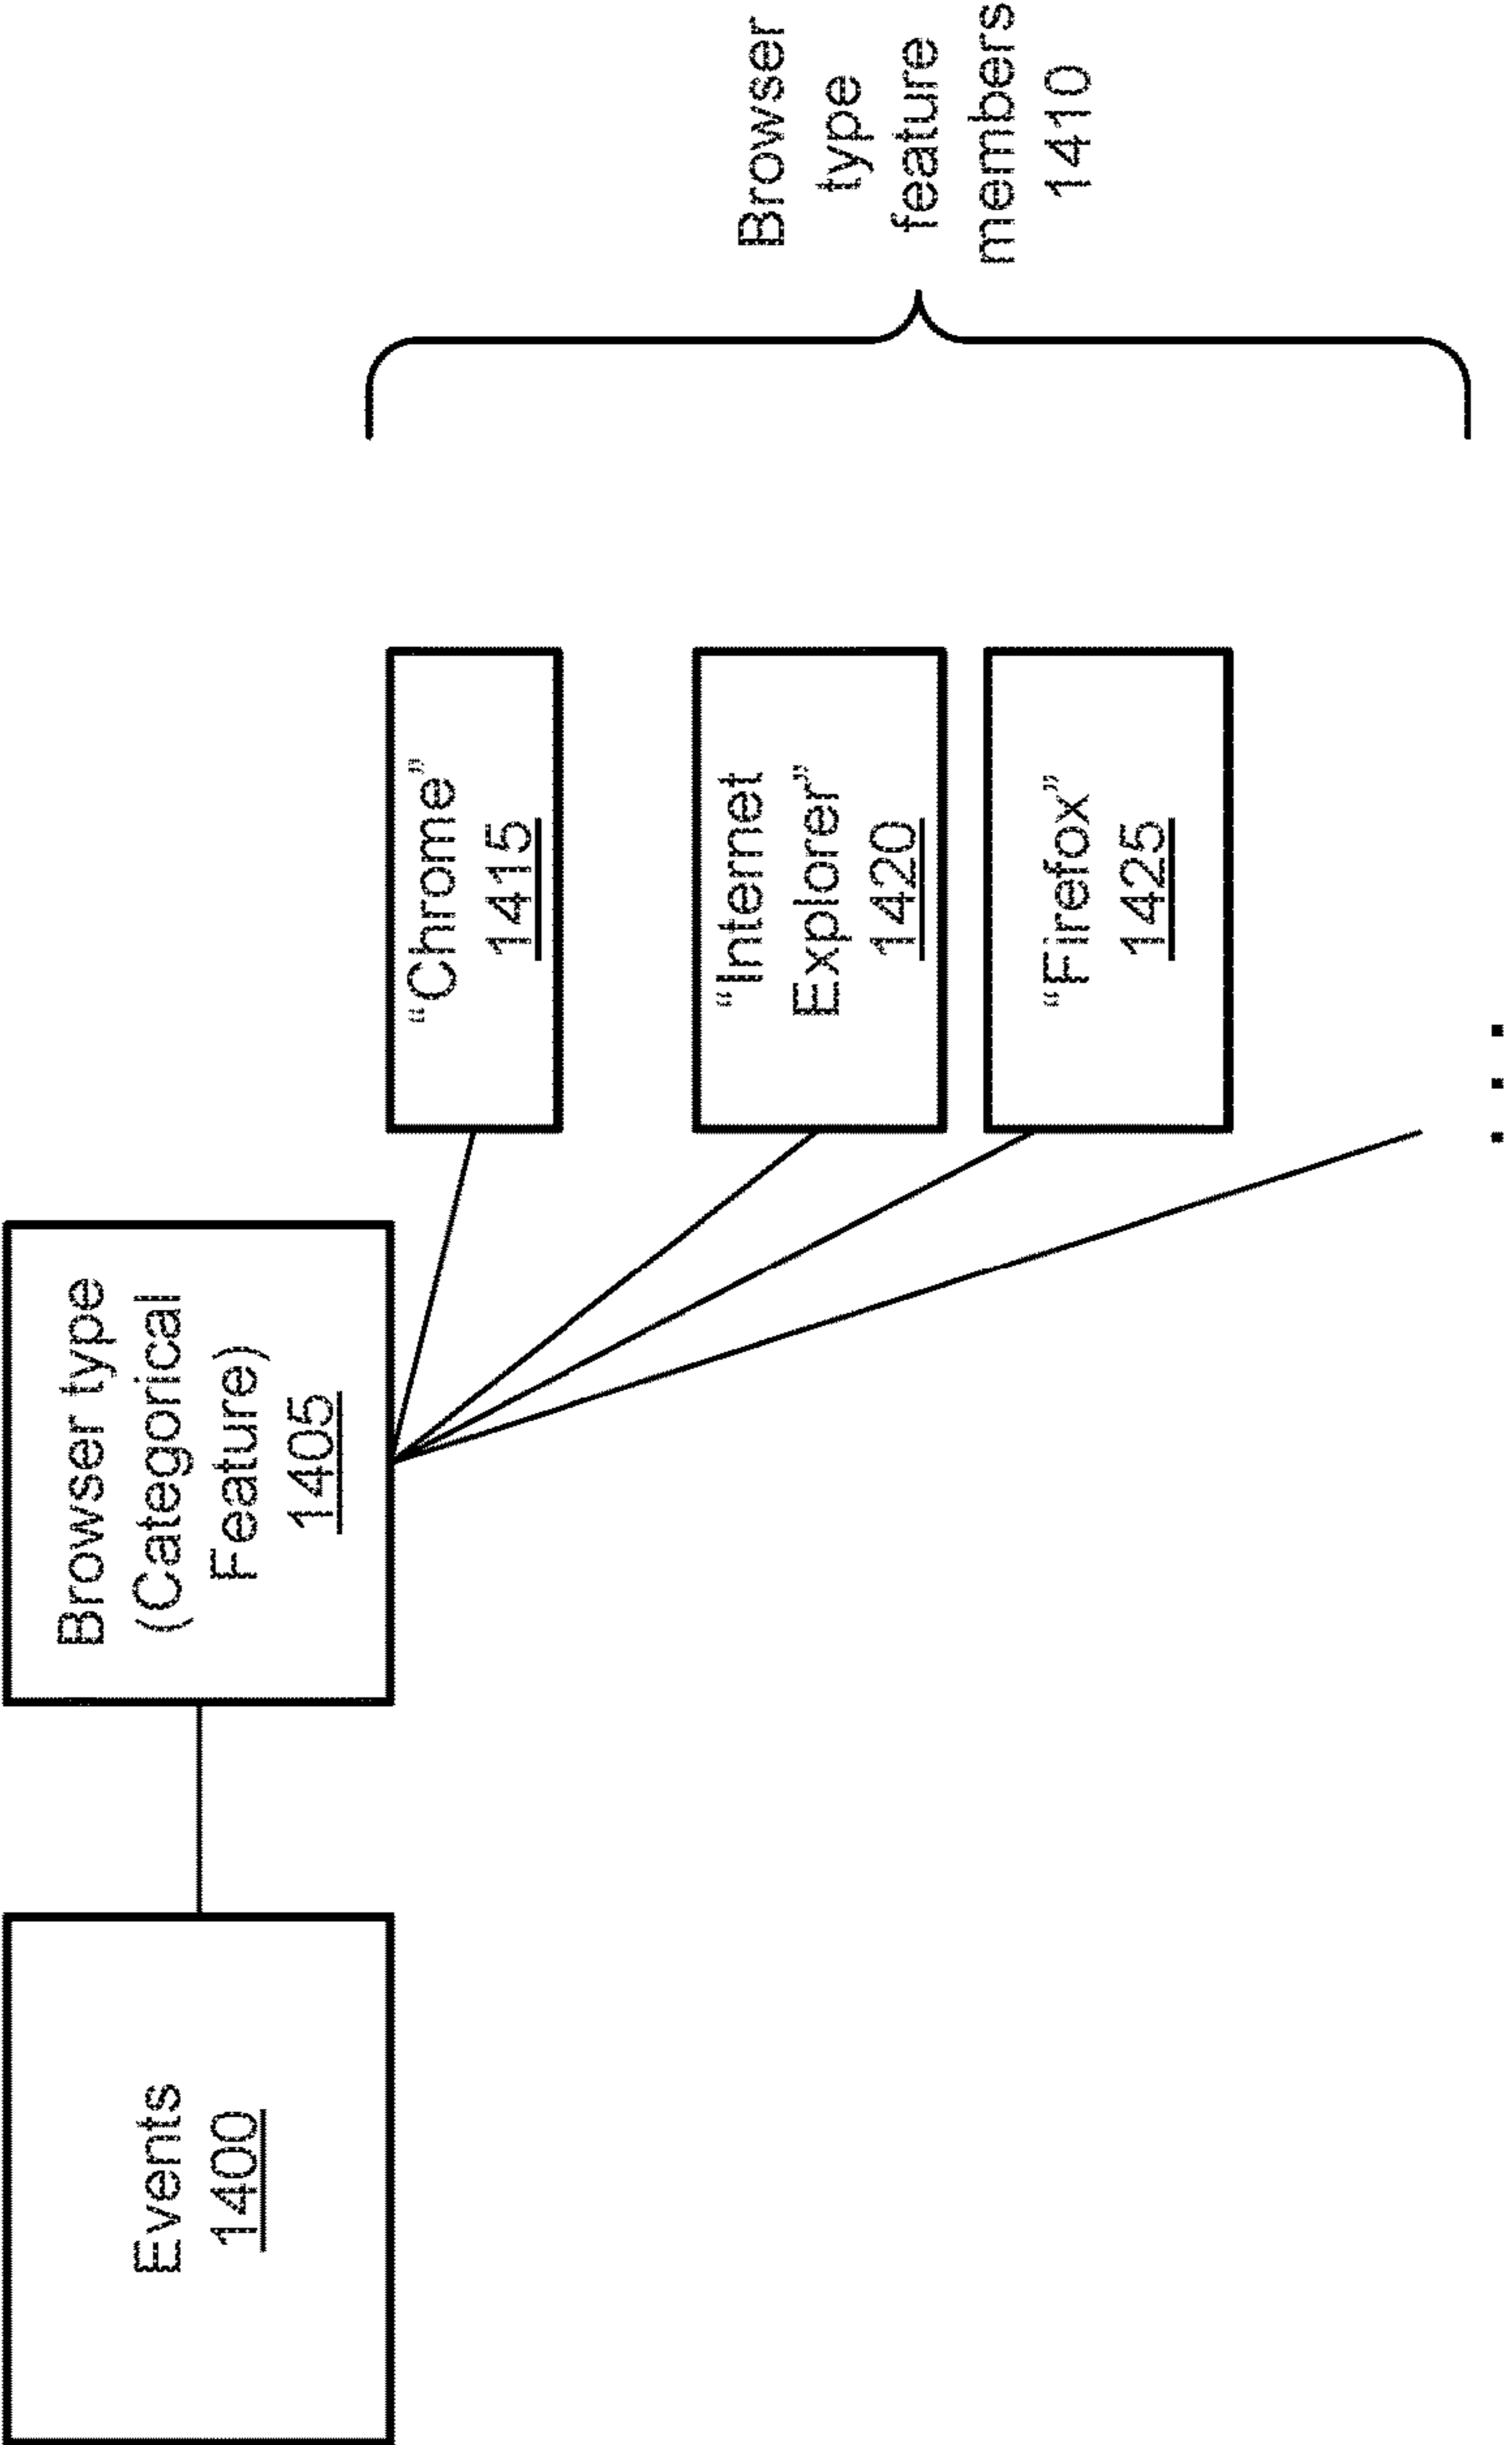 Events
1400
Browser type
(Categorical
Feature)
1405
“Chrome”
1415
“Internet
Explorer”
1420
“Firefox”
1425
. . .
Browser
type
feature
members
1410